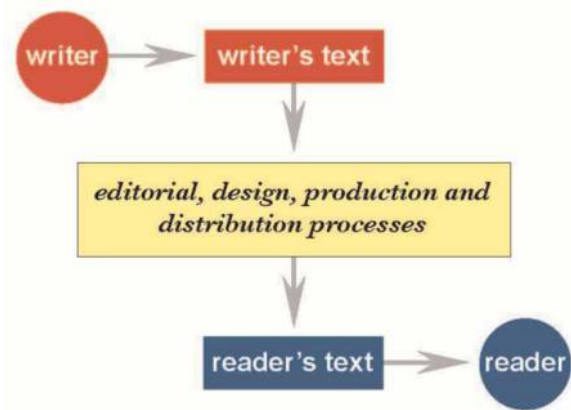 writer
writer's text
editorial, design, production and
distribution processes
reader's text
reader